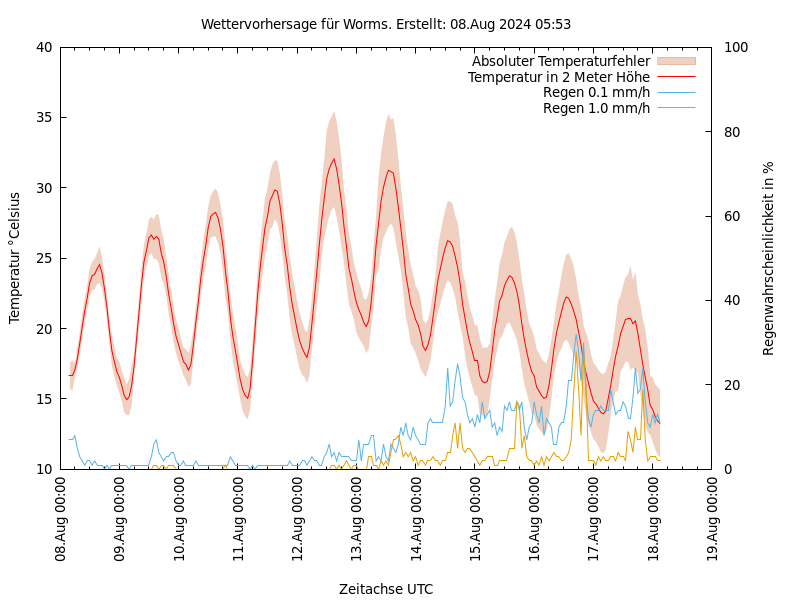 Wettervorhersage für Worms. Erstellt: 08.Aug 2024 05:53
Absoluter Temperaturfehler
Temperatur in 2 Meter Höhe
Regen 0.1 mm/h
Regen 1.0 mm/h
Temperatur °Celsius
40
35
30
25
20
15
10
Regenwahrscheinlichkeit in %
100
80
60
40
20
0
08.Aug 00:00
09.Aug 00:00
10.Aug 00:00
11.Aug 00:00
12.Aug 00:00
13.Aug 00:00
14.Aug 00:00
15.Aug 00:00
16.Aug 00:00
17.Aug 00:00
18.Aug 00:00
19.Aug 00:00
Zeitachse UTC